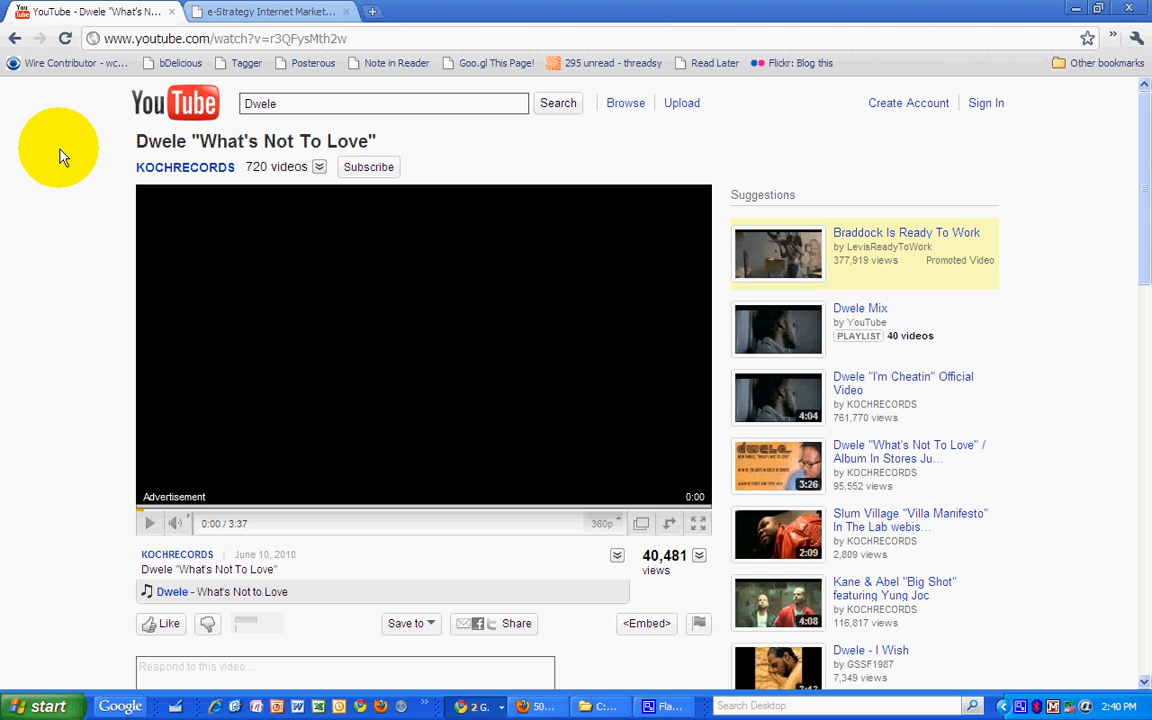 YouTube - Dwele "What's N...
e-Strategy Internet Market...
www.youtube.com/watch?v=r3QFysMth2w
Wire Contributor - wc...
bDelicious
Tagger
Posterous
Note in Reader
Goo.gl This Page!
295 unread - threadsy
Read Later
Flickr: Blog this
Other bookmarks
YouTube
Dwele
Search
Browse
Upload
Create Account
Sign In
Dwele "What's Not To Love"
KOCHRECORDS 720 videos Subscribe
Advertisement 0:00
0:00 / 3:37
360p
KOCHRECORDS June 10, 2010
Dwele "What's Not To Love"
40,481
views
Dwele - What's Not to Love
Like
Save to
Share
<Embed>
Respond to this video...
Suggestions
Braddock Is Ready To Work
by LevisReadyToWork
377,919 views Promoted Video
Dwele Mix
by YouTube
PLAYLIST 40 videos
Dwele "I'm Cheatin" Official
Video
by KOCHRECORDS
761,770 views
4:04
Dwele "What's Not To Love" /
Album In Stores Ju...
by KOCHRECORDS
95,552 views
3:26
Slum Village "Villa Manifesto"
In The Lab webis...
by KOCHRECORDS
2,809 views
2:09
Kane & Abel "Big Shot"
featuring Yung Joc
by KOCHRECORDS
116,817 views
4:08
Dwele - I Wish
by GSSF1987
7,349 views
start
Google
2 G.
50...
C:...
Fla...
Search Desktop
2:40 PM